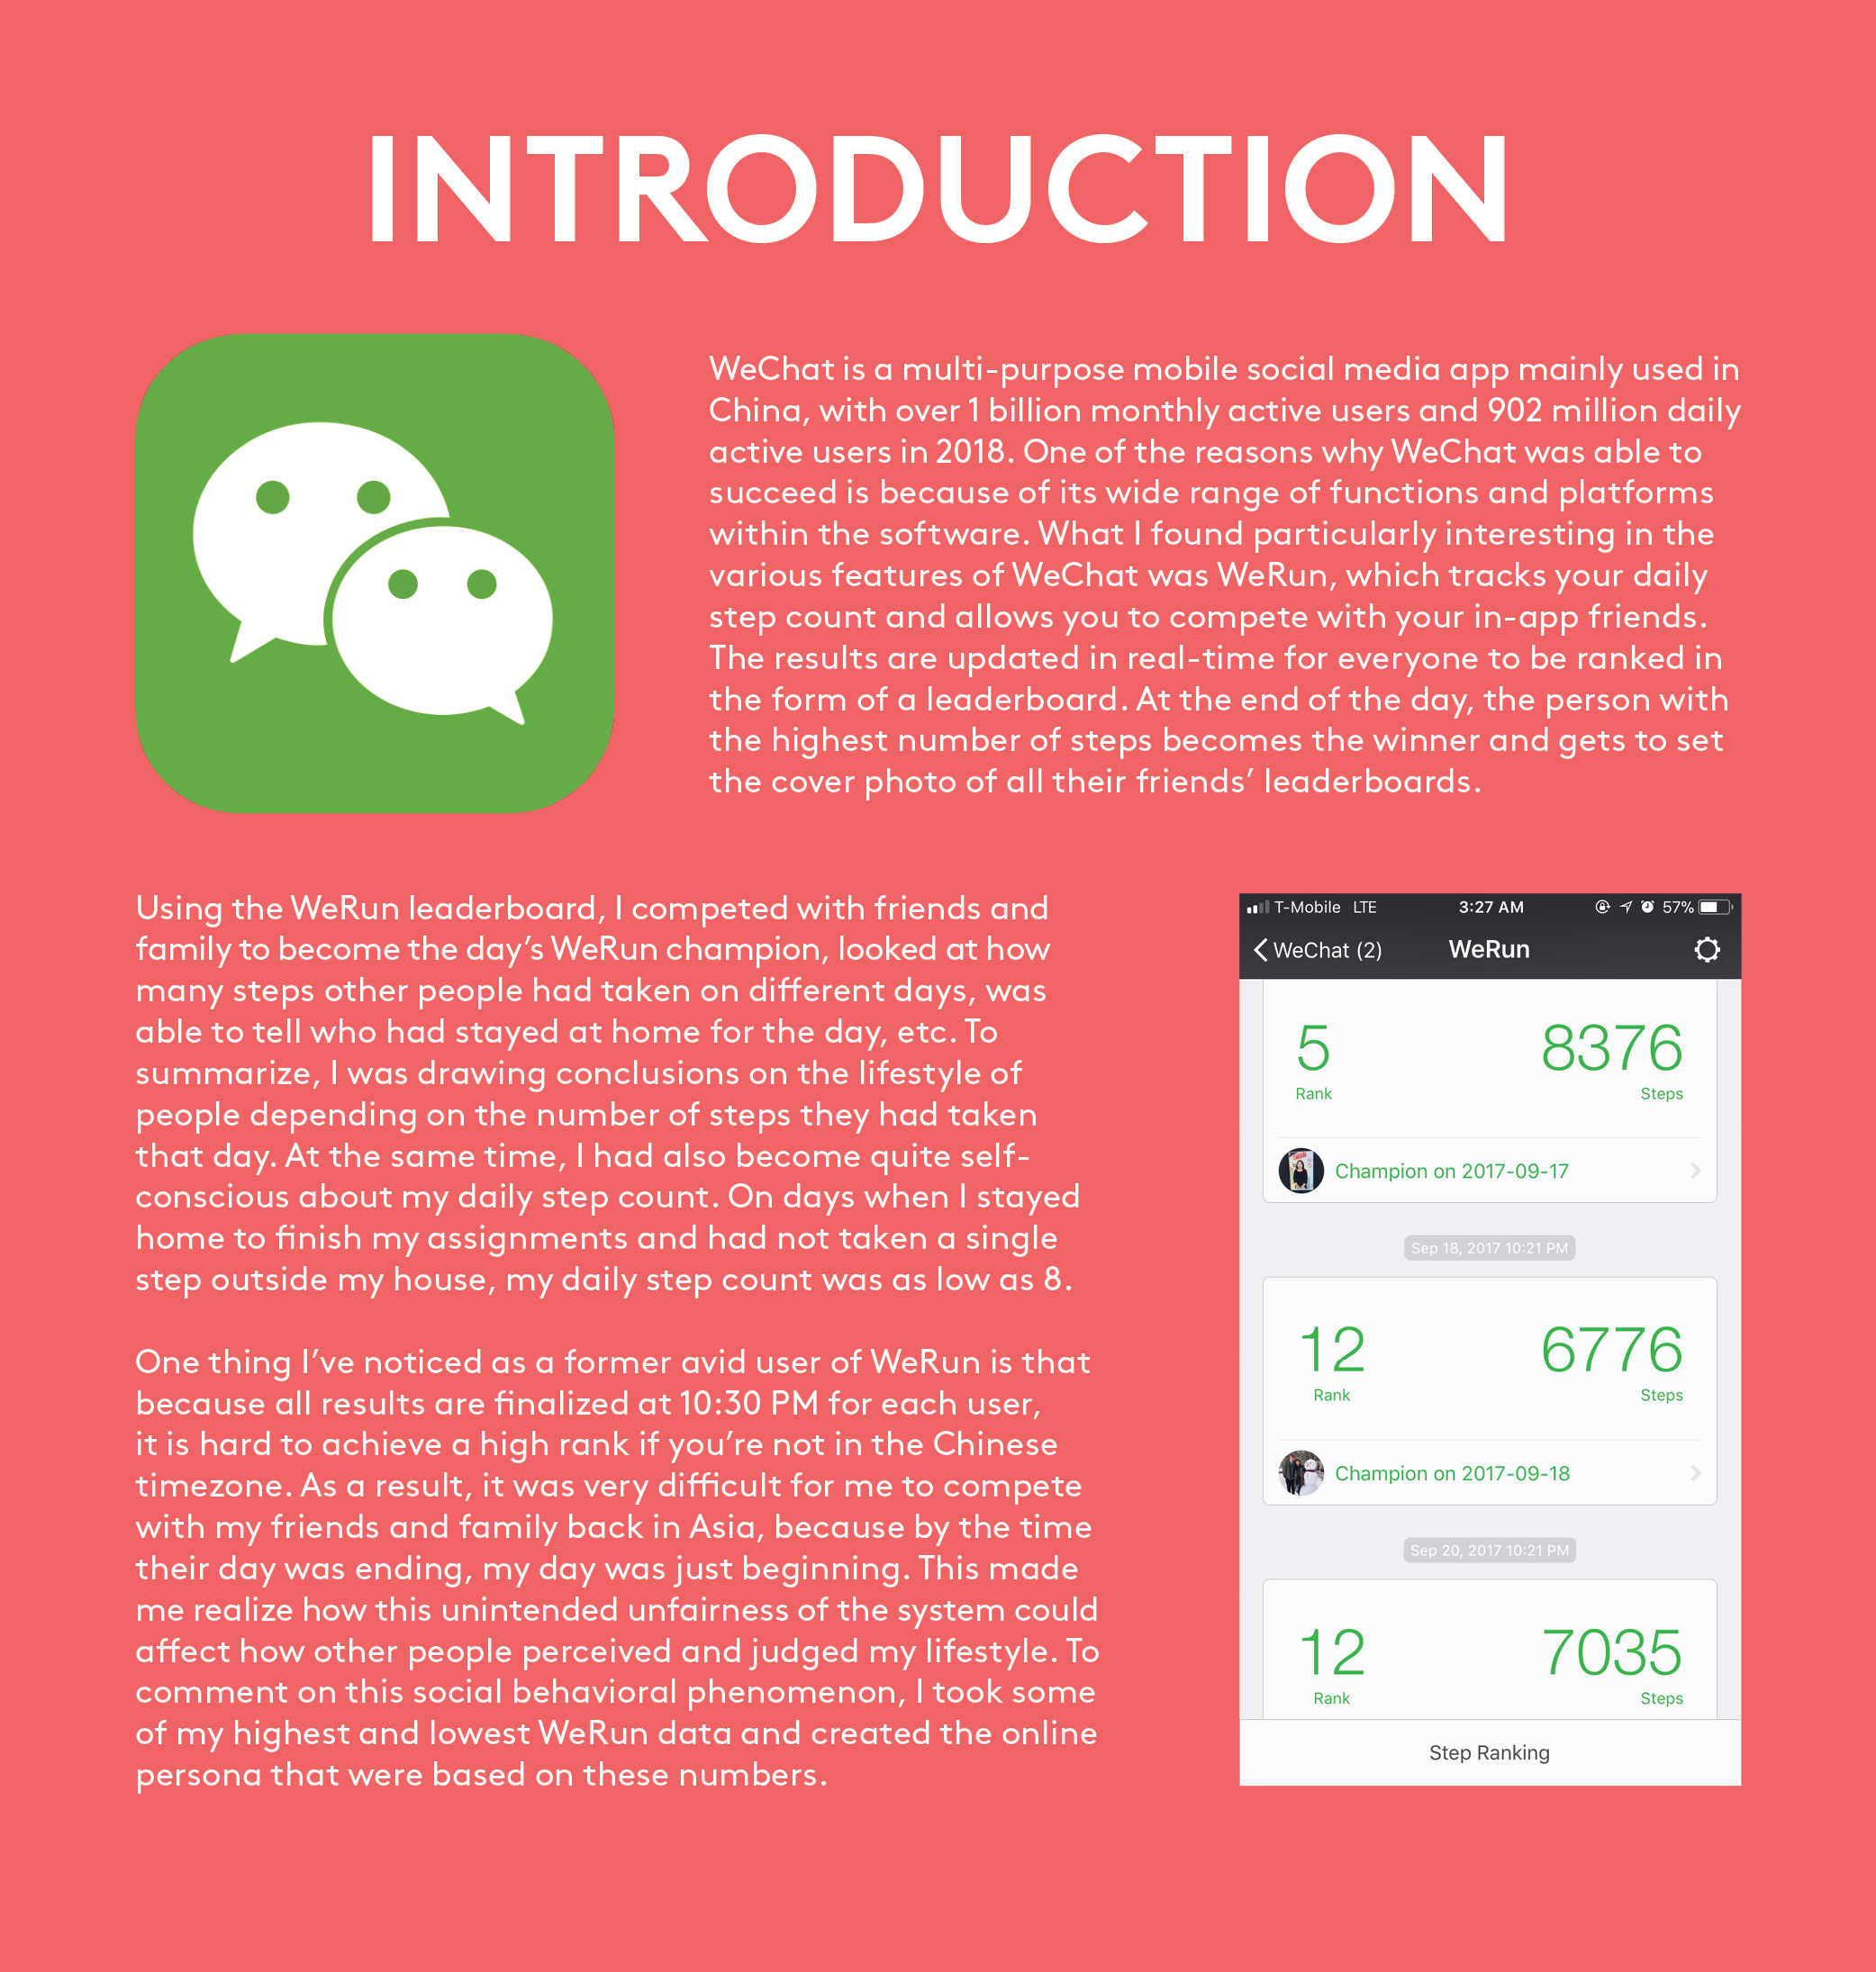 INTRODUCTION
WeChat is a multi-purpose mobile social media app mainly used in
China, with over 1 billion monthly active users and 902 million daily
active users in 2018. One of the reasons why WeChat was able to
succeed is because of its wide range of functions and platforms
within the software. What I found particularly interesting in the
various features of WeChat was WeRun, which tracks your daily
step count and allows you to compete with your in-app friends.
The results are updated in real-time for everyone to be ranked in
the form of a leaderboard. At the end of the day, the person with
the highest number of steps becomes the winner and gets to set
the cover photo of all their friends’ leaderboards.
Using the WeRun leaderboard, I competed with friends and
family to become the day’s WeRun champion, looked at how
many steps other people had taken on different days, was
able to tell who had stayed at home for the day, etc. To
summarize, I was drawing conclusions on the lifestyle of
people depending on the number of steps they had taken
that day. At the same time, I had also become quite self-
conscious about my daily step count. On days when I stayed
home to finish my assignments and had not taken a single
step outside my house, my daily step count was as low as 8.
One thing I’ve noticed as a former avid user of WeRun is that
because all results are finalized at 10:30 PM for each user,
it is hard to achieve a high rank if you’re not in the Chinese
timezone. As a result, it was very difficult for me to compete
with my friends and family back in Asia, because by the time
their day was ending, my day was just beginning. This made
me realize how this unintended unfairness of the system could
affect how other people perceived and judged my lifestyle. To
comment on this social behavioral phenomenon, I took some
of my highest and lowest WeRun data and created the online
persona that were based on these numbers.
T-Mobile LTE 3:27 AM 57%
WeChat (2) WeRun
5 8376
Rank Steps
Champion on 2017-09-17
Sep 18, 2017 10:21 PM
12 6776
Rank Steps
Champion on 2017-09-18
Sep 20, 2017 10:21 PM
12 7035
Rank Steps
Step Ranking